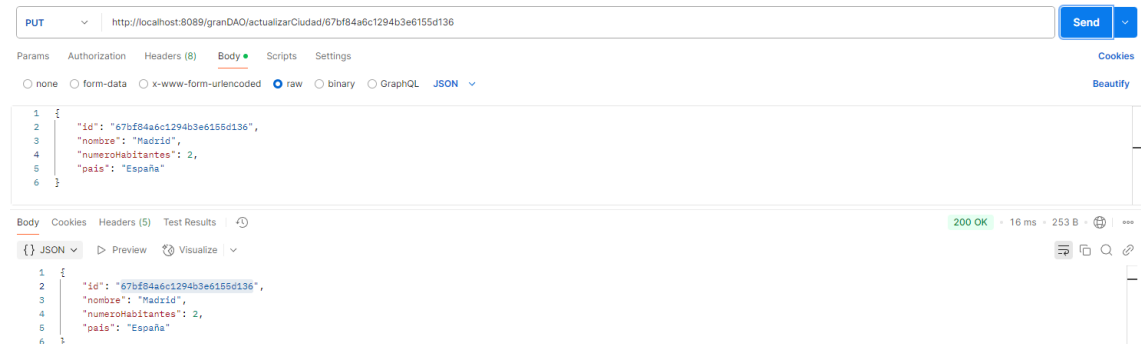 PUT http://localhost:8089/granDAO/actualizarCiudad/67bf84a6c1294b3e6155d136 Send
Params Authorization Headers (8) Body Scripts Settings Cookies
none form-data x-www-form-urlencoded raw binary GraphQL JSON Beautify
1 {
2 "id": "67bf84a6c1294b3e6155d136",
3 "nombre": "Madrid",
4 "numeroHabitantes": 2,
5 "pais": "España"
6 }
Body Cookies Headers (5) Test Results 200 OK 16 ms 253 B
{} JSON Preview Visualize
1 {
2 "id": "67bf84a6c1294b3e6155d136",
3 "nombre": "Madrid",
4 "numeroHabitantes": 2,
5 "pais": "España"
6 }